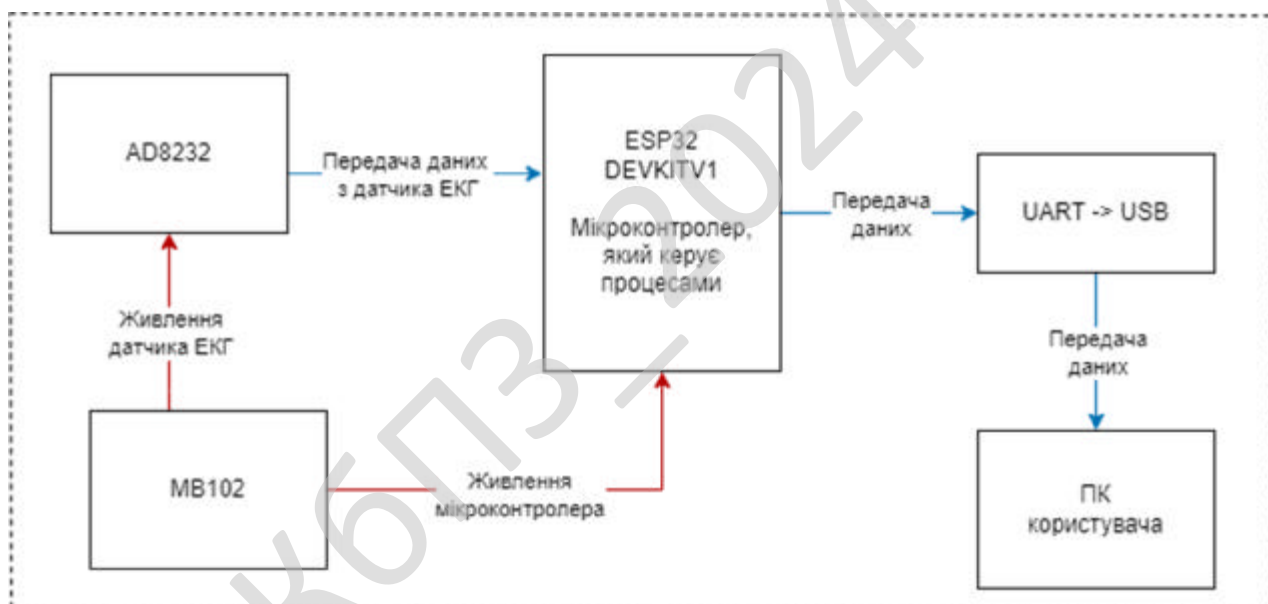 AD8232
Передача даних
з датчика ЕКГ
ESP32
DEVKITV1
Мікроконтролер,
який керує
процесами
Передача
даних
UART -> USB
Живлення
датчика ЕКГ
Передача
даних
MB102
Живлення
мікроконтролера
ПК
користувача
КбПЗ_2024